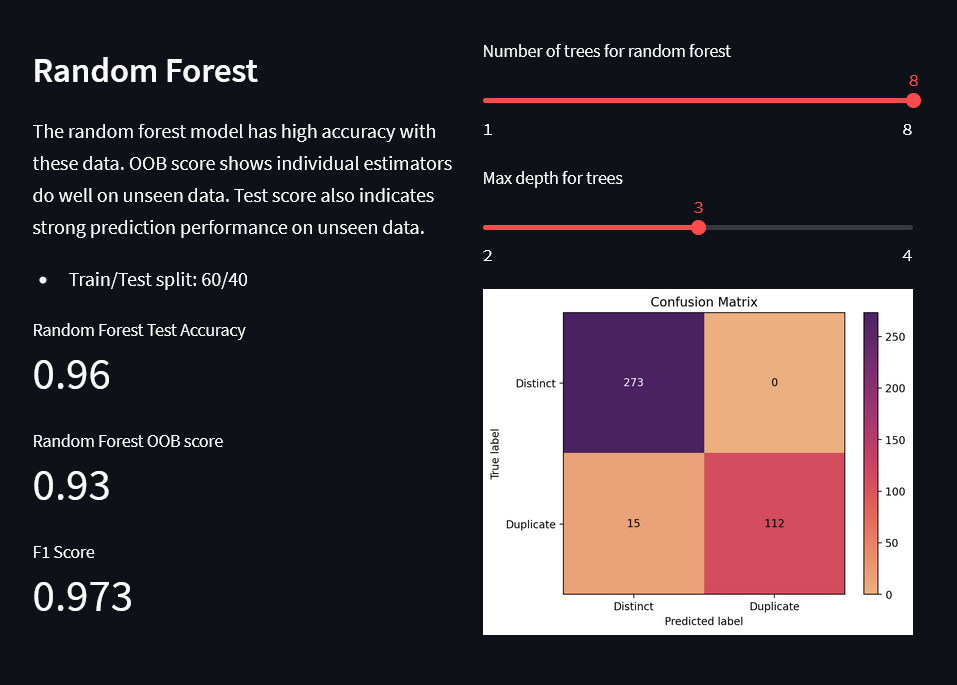 Random Forest
The random forest model has high accuracy with
these data. OOB score shows individual estimators
do well on unseen data. Test score also indicates
strong prediction performance on unseen data.
• Train/Test split: 60/40
Random Forest Test Accuracy
0.96
Random Forest OOB score
0.93
F1 Score
0.973
Number of trees for random forest
8
1 8
Max depth for trees
3
2 4
Confusion Matrix
True label
Distinct 273 0
Duplicate 15 112
Distinct Duplicate
Predicted label
250
200
150
100
50
0